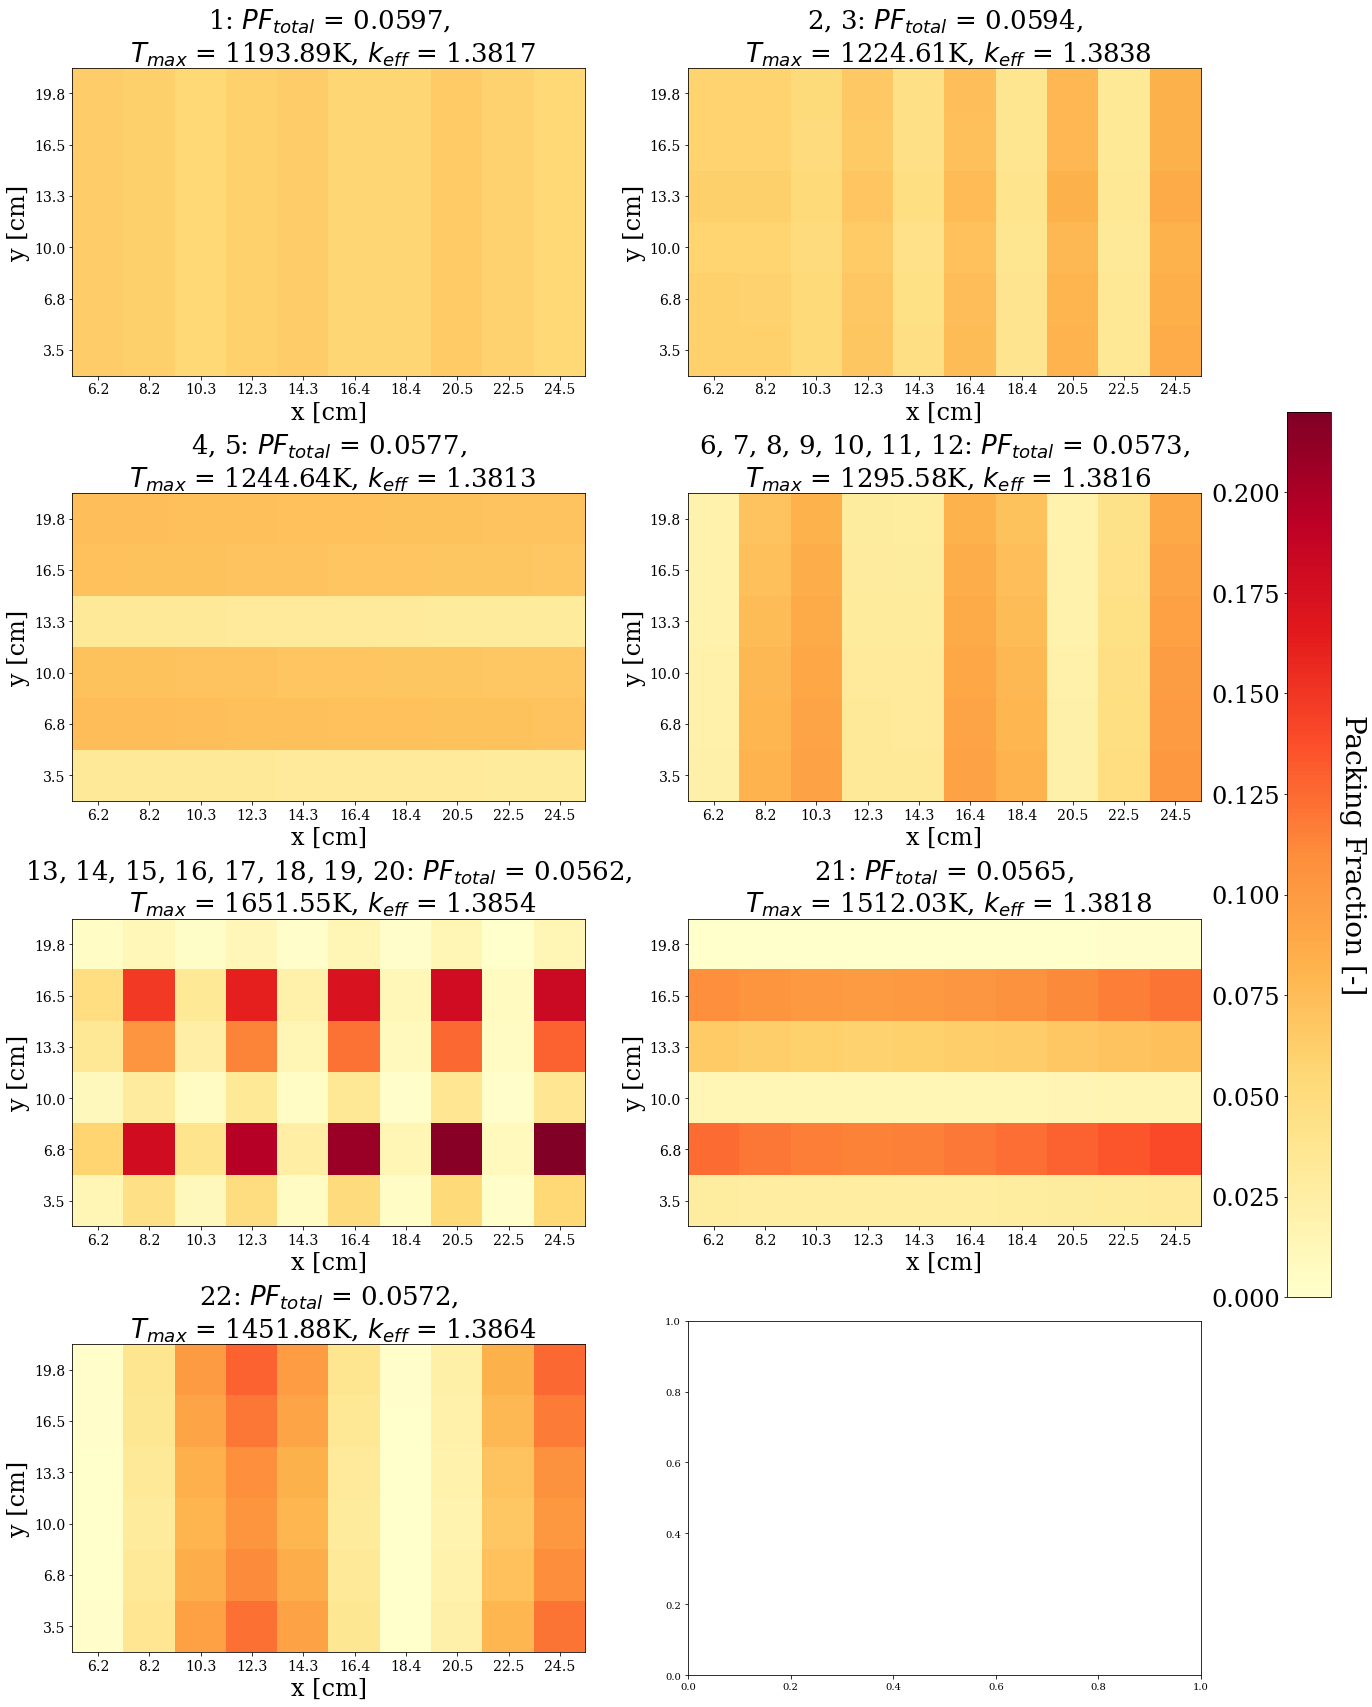 1: PF_total = 0.0597,
T_max = 1193.89K, k_eff = 1.3817
y [cm]
19.8
16.5
13.3
10.0
6.8
3.5
6.2 8.2 10.3 12.3 14.3 16.4 18.4 20.5 22.5 24.5
x [cm]
2, 3: PF_total = 0.0594,
T_max = 1224.61K, k_eff = 1.3838
y [cm]
19.8
16.5
13.3
10.0
6.8
3.5
6.2 8.2 10.3 12.3 14.3 16.4 18.4 20.5 22.5 24.5
x [cm]
4, 5: PF_total = 0.0577,
T_max = 1244.64K, k_eff = 1.3813
y [cm]
19.8
16.5
13.3
10.0
6.8
3.5
6.2 8.2 10.3 12.3 14.3 16.4 18.4 20.5 22.5 24.5
x [cm]
6, 7, 8, 9, 10, 11, 12: PF_total = 0.0573,
T_max = 1295.58K, k_eff = 1.3816
y [cm]
19.8
16.5
13.3
10.0
6.8
3.5
6.2 8.2 10.3 12.3 14.3 16.4 18.4 20.5 22.5 24.5
x [cm]
13, 14, 15, 16, 17, 18, 19, 20: PF_total = 0.0562,
T_max = 1651.55K, k_eff = 1.3854
y [cm]
19.8
16.5
13.3
10.0
6.8
3.5
6.2 8.2 10.3 12.3 14.3 16.4 18.4 20.5 22.5 24.5
x [cm]
21: PF_total = 0.0565,
T_max = 1512.03K, k_eff = 1.3818
y [cm]
19.8
16.5
13.3
10.0
6.8
3.5
6.2 8.2 10.3 12.3 14.3 16.4 18.4 20.5 22.5 24.5
x [cm]
22: PF_total = 0.0572,
T_max = 1451.88K, k_eff = 1.3864
y [cm]
19.8
16.5
13.3
10.0
6.8
3.5
6.2 8.2 10.3 12.3 14.3 16.4 18.4 20.5 22.5 24.5
x [cm]
1.0
0.8
0.6
0.4
0.2
0.0
0.0 0.2 0.4 0.6 0.8 1.0
0.200
0.175
0.150
0.125
0.100
0.075
0.050
0.025
0.000
Packing Fraction [-]